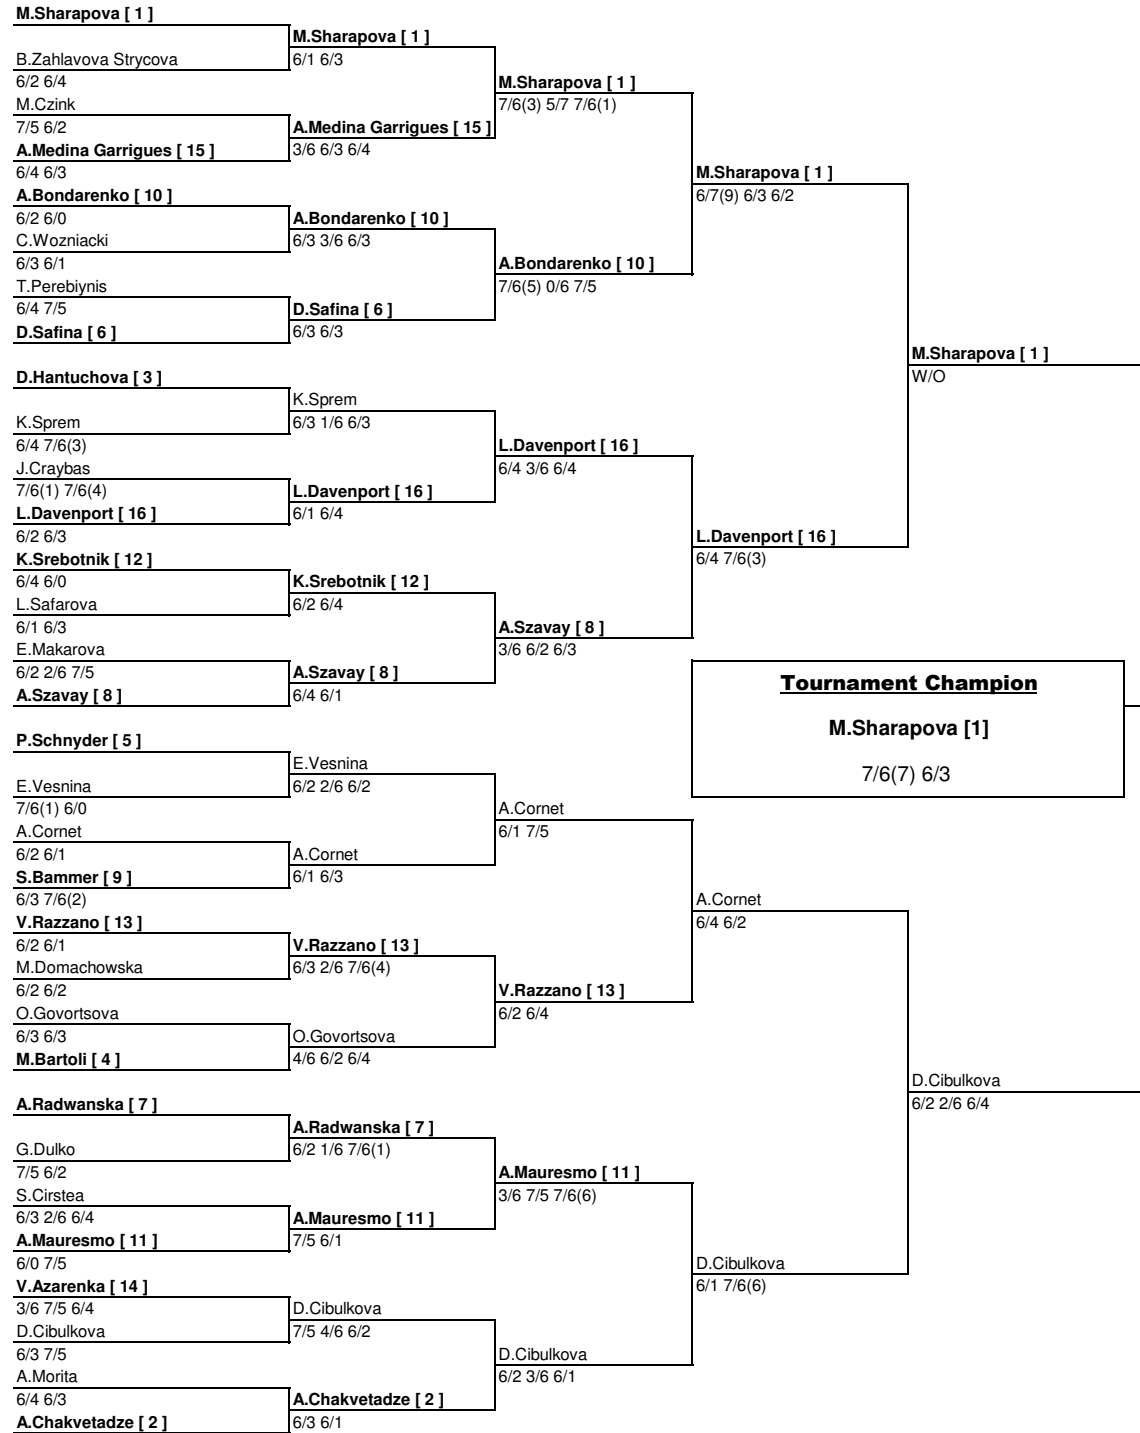 M.Sharapova [ 1 ]
B.Zahlavova Strycova
6/2 6/4
M.Czink
7/5 6/2
A.Medina Garrigues [ 15 ]
6/4 6/3
A.Bondarenko [ 10 ]
6/2 6/0
C.Wozniacki
6/3 6/1
T.Perebiynis
6/4 7/5
D.Safina [ 6 ]
D.Hantuchova [ 3 ]
K.Sprem
6/4 7/6(3)
J.Craybas
7/6(1) 7/6(4)
L.Davenport [ 16 ]
6/2 6/3
K.Srebotnik [ 12 ]
6/4 6/0
L.Safarova
6/1 6/3
E.Makarova
6/2 2/6 7/5
A.Szavay [ 8 ]
P.Schnyder [ 5 ]
E.Vesnina
7/6(1) 6/0
A.Cornet
6/2 6/1
S.Bammer [ 9 ]
6/3 7/6(2)
V.Razzano [ 13 ]
6/2 6/1
M.Domachowska
6/2 6/2
O.Govortsova
6/3 6/3
M.Bartoli [ 4 ]
A.Radwanska [ 7 ]
G.Dulko
7/5 6/2
S.Cirstea
6/3 2/6 6/4
A.Mauresmo [ 11 ]
6/0 7/5
V.Azarenka [ 14 ]
3/6 7/5 6/4
D.Cibulkova
6/3 7/5
A.Morita
6/4 6/3
A.Chakvetadze [ 2 ]
M.Sharapova [ 1 ]
6/1 6/3
A.Medina Garrigues [ 15 ]
3/6 6/3 6/4
A.Bondarenko [ 10 ]
6/3 3/6 6/3
D.Safina [ 6 ]
6/3 6/3
K.Sprem
6/3 1/6 6/3
L.Davenport [ 16 ]
6/1 6/4
K.Srebotnik [ 12 ]
6/2 6/4
A.Szavay [ 8 ]
6/4 6/1
E.Vesnina
6/2 2/6 6/2
A.Cornet
6/1 6/3
V.Razzano [ 13 ]
6/3 2/6 7/6(4)
O.Govortsova
4/6 6/2 6/4
A.Radwanska [ 7 ]
6/2 1/6 7/6(1)
A.Mauresmo [ 11 ]
7/5 6/1
D.Cibulkova
7/5 4/6 6/2
A.Chakvetadze [ 2 ]
6/3 6/1
M.Sharapova [ 1 ]
7/6(3) 5/7 7/6(1)
A.Bondarenko [ 10 ]
7/6(5) 0/6 7/5
L.Davenport [ 16 ]
6/4 3/6 6/4
A.Szavay [ 8 ]
3/6 6/2 6/3
A.Cornet
6/1 7/5
V.Razzano [ 13 ]
6/2 6/4
A.Mauresmo [ 11 ]
3/6 7/5 7/6(6)
D.Cibulkova
6/2 3/6 6/1
M.Sharapova [ 1 ]
6/7(9) 6/3 6/2
L.Davenport [ 16 ]
6/4 7/6(3)
A.Cornet
6/4 6/2
D.Cibulkova
6/1 7/6(6)
M.Sharapova [ 1 ]
W/O
D.Cibulkova
6/2 2/6 6/4
Tournament Champion
M.Sharapova [1]
7/6(7) 6/3